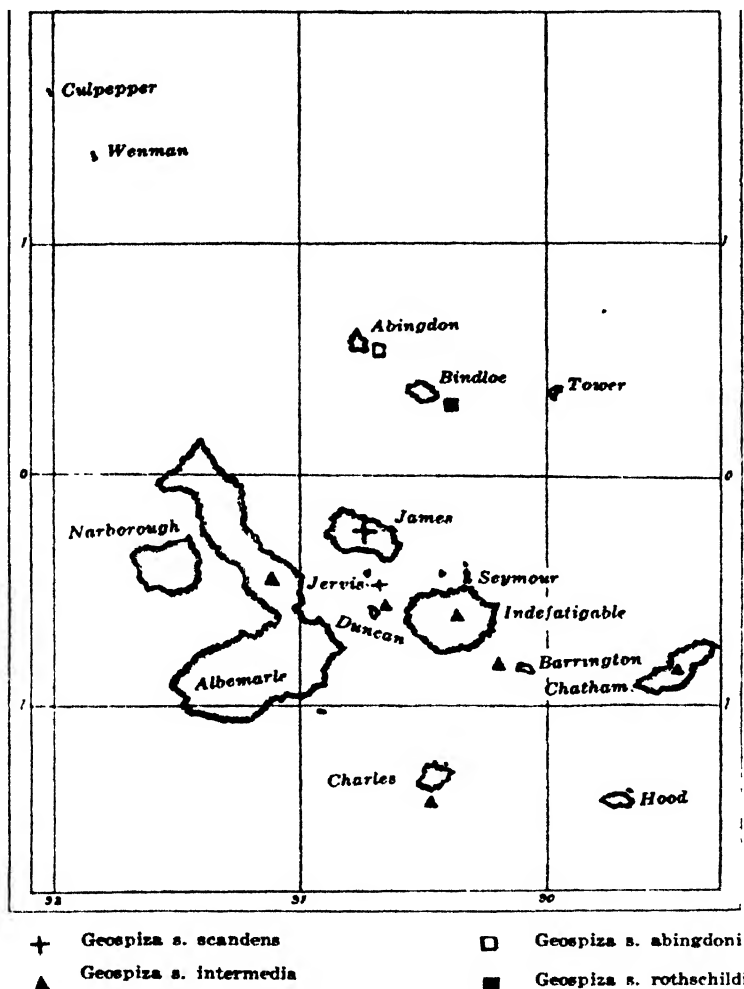 Culpepper
Wenman
1 1
Abingdon
Bindloe
Tower
0 0
James
Narborough
Jervis
Seymour
Duncan
Indefatigable
Barrington
Albemarle
Chatham
1 1
Charles
Hood
92 91 90
Geospiza s. scandens
Geospiza s. abingdoni
Geospiza s. intermedia
Geospiza s. rothschildi